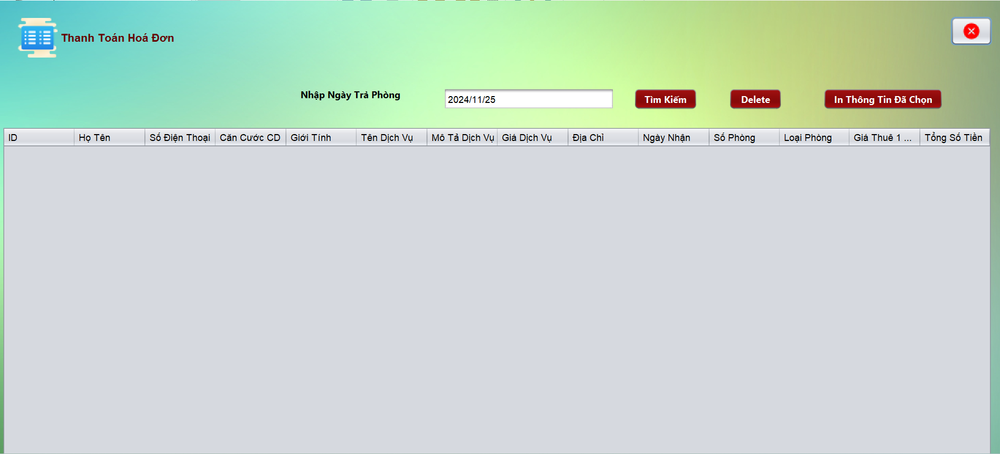 Thanh Toán Hoá Đơn
Nhập Ngày Trả Phòng
2024/11/25
Tìm Kiếm
Delete
In Thông Tin Đã Chọn
ID Họ Tên Số Điện Thoại Căn Cước CD Giới Tính Tên Dịch Vụ Mô Tả Dịch Vụ Giá Dịch Vụ Địa Chỉ Ngày Nhận Số Phòng Loại Phòng Giá Thuê 1 ... Tổng Số Tiền